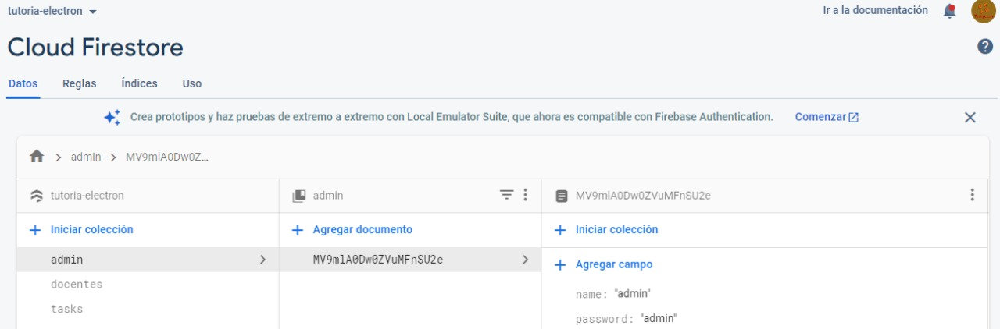 tutoria-electron
Ir a la documentación
Cloud Firestore
Datos Reglas Índices Uso
Crea prototipos y haz pruebas de extremo a extremo con Local Emulator Suite, que ahora es compatible con Firebase Authentication. Comenzar
admin MV9mlA0Dw0Z...
tutoria-electron admin MV9mlA0Dw0ZVuMFnSU2e
Iniciar colección Agregar documento Iniciar colección
admin MV9mlA0Dw0ZVuMFnSU2e
Agregar campo
docentes
name: "admin"
tasks
password: "admin"